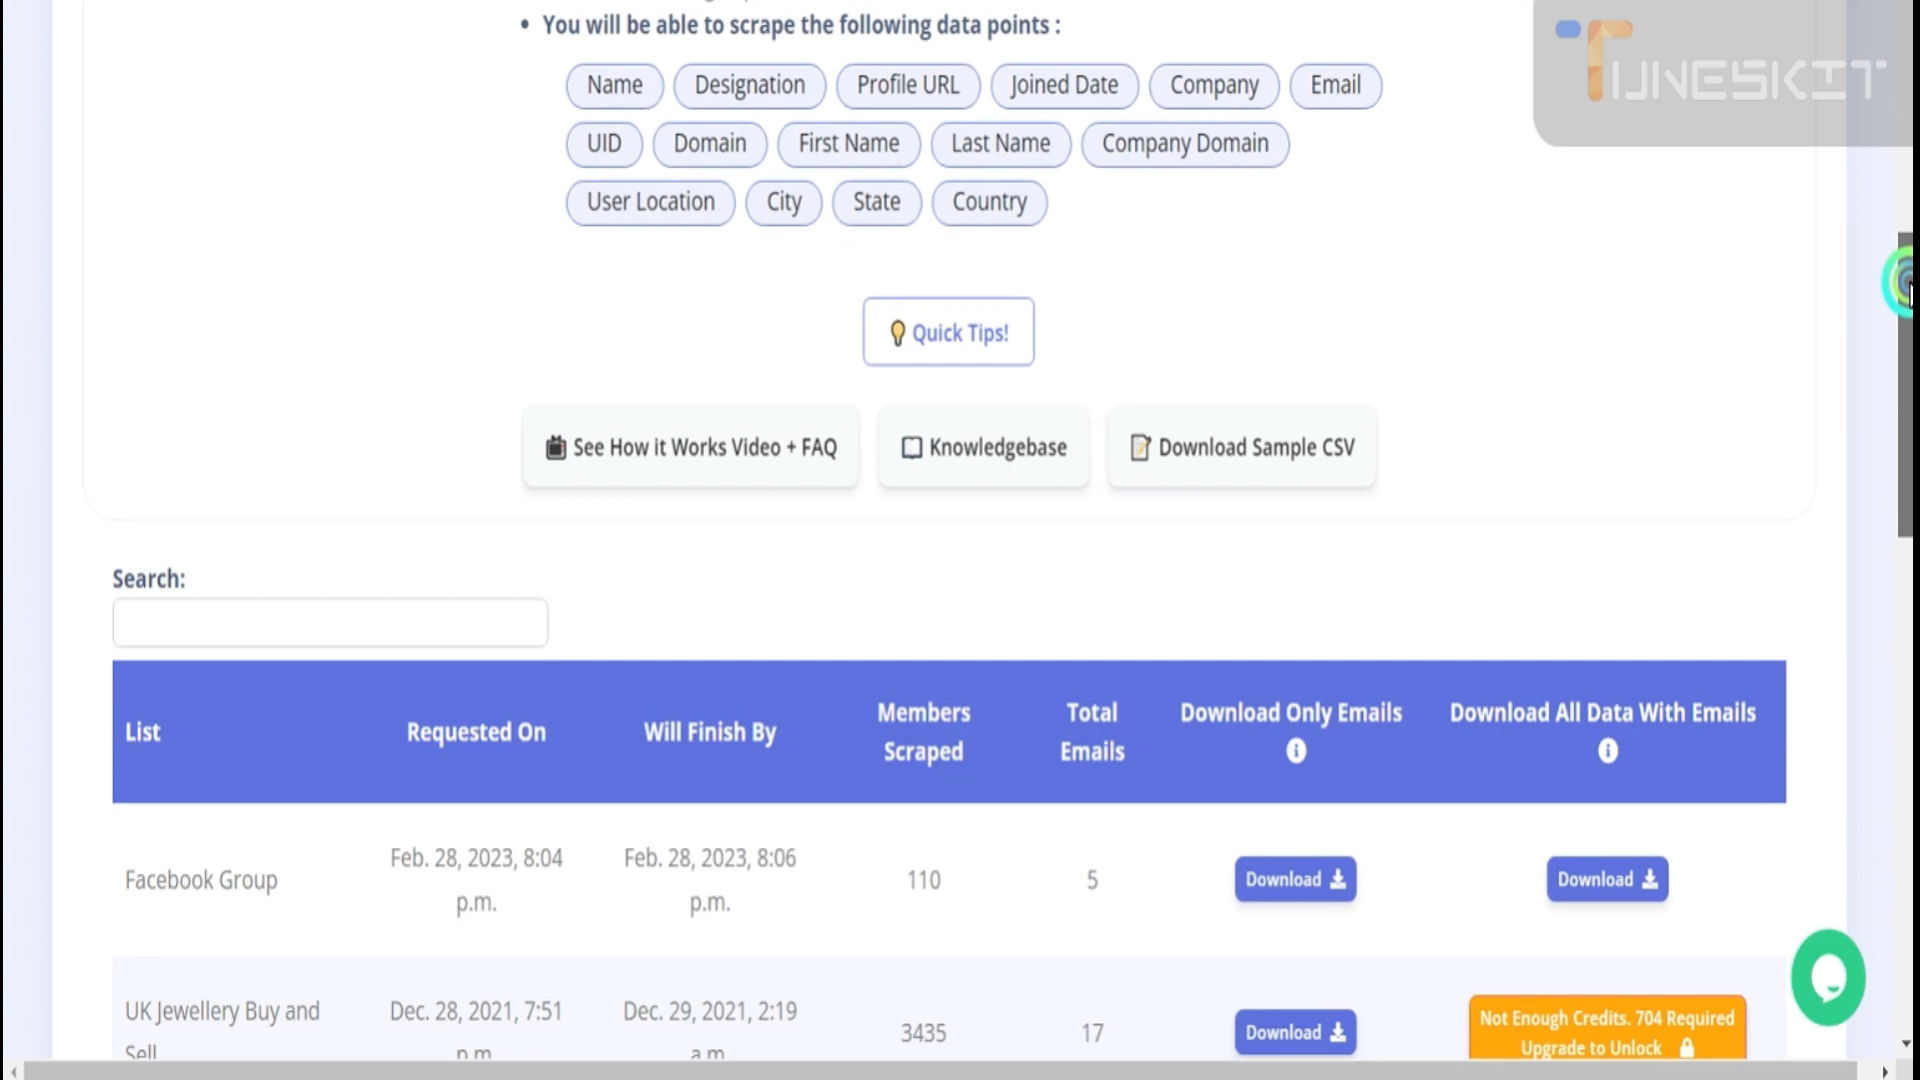 • You will be able to scrape the following data points :
TUNESKIT
Name Designation Profile URL Joined Date Company Email
UID Domain First Name Last Name Company Domain
User Location City State Country
Quick Tips!
See How it Works Video + FAQ Knowledgebase Download Sample CSV
Search:
List Requested On Will Finish By Members Scraped Total Emails Download Only Emails Download All Data With Emails
Facebook Group Feb. 28, 2023, 8:04 p.m. Feb. 28, 2023, 8:06 p.m. 110 5 Download Download
UK Jewellery Buy and Sell Dec. 28, 2021, 7:51 p.m. Dec. 29, 2021, 2:19 a.m. 3435 17 Download Not Enough Credits. 704 Required Upgrade to Unlock